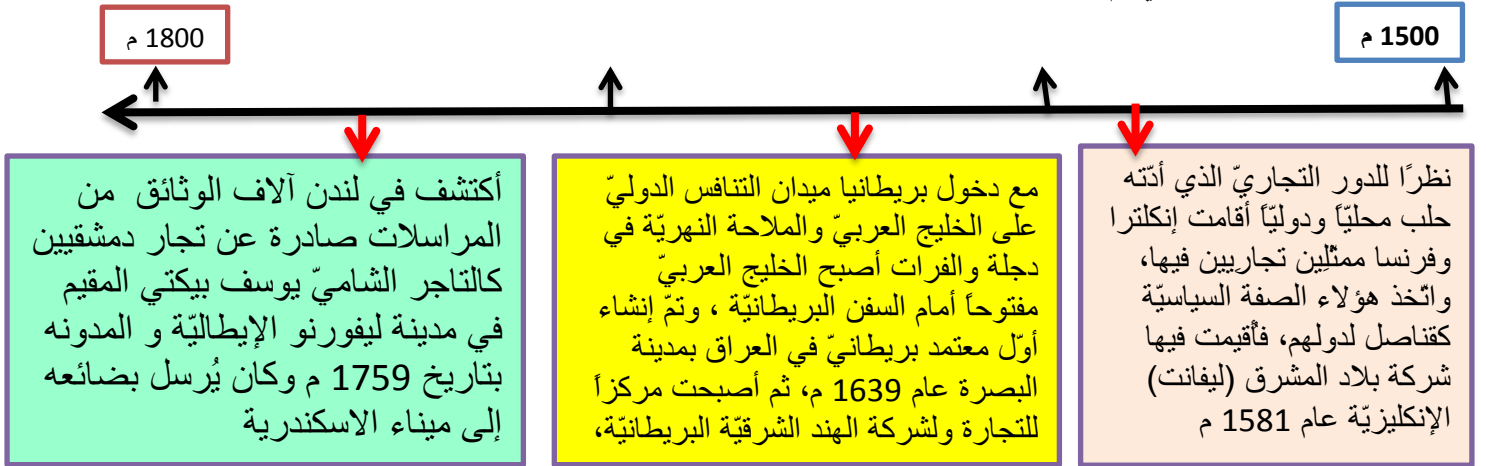 1500 م
1800 م
نظرًا للدور التجاريّ الذي أدّته
حلب محليّاً ودوليّاً أقامت إنكلترا
وفرنسا ممثّلِين تجاريين فيها،
واتّخذ هؤلاء الصفة السياسيّة
كقناصل لدولهم، فأُقيمت فيها
شركة بلاد المشرق (ليفانت)
الإنكليزيّة عام 1581 م
مع دخول بريطانيا ميدان التنافس الدوليّ
على الخليج العربيّ والملاحة النهريّة في
دجلة والفرات أصبح الخليج العربيّ
مفتوحاً أمام السفن البريطانيّة ، وتمّ إنشاء
أوّل معتمد بريطانيّ في العراق بمدينة
البصرة عام 1639 م، ثم أصبحت مركزاً
للتجارة ولشركة الهند الشرقيّة البريطانيّة،
أكتشف في لندن آلاف الوثائق من
المراسلات صادرة عن تجار دمشقيين
كالتاجر الشاميّ يوسف بيكتي المقيم
في مدينة ليفورنو الإيطاليّة و المدونه
بتاريخ 1759 م وكان يُرسل بضائعه
إلى ميناء الاسكندرية